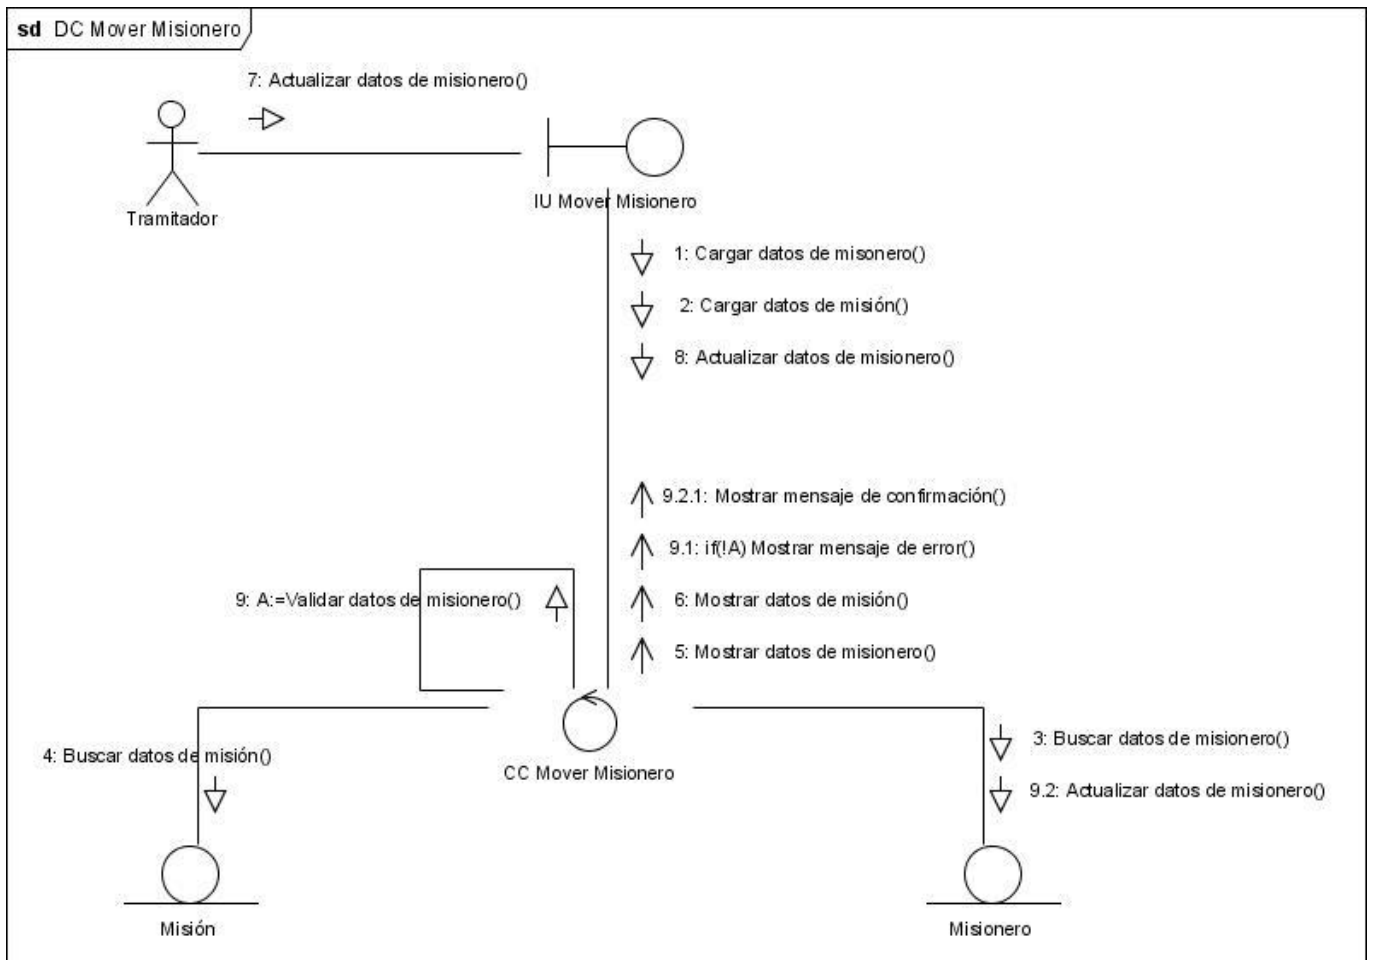 sd DC Mover Misionero
7: Actualizar datos de misionero()
Tramitador
IU Mover Misionero
1: Cargar datos de misonero()
2: Cargar datos de misión()
8: Actualizar datos de misionero()
9.2.1: Mostrar mensaje de confirmación()
9.1: if(!A) Mostrar mensaje de error()
9: A:=Validar datos de misionero()
6: Mostrar datos de misión()
5: Mostrar datos de misionero()
4: Buscar datos de misión()
CC Mover Misionero
3: Buscar datos de misionero()
9.2: Actualizar datos de misionero()
Misión
Misionero